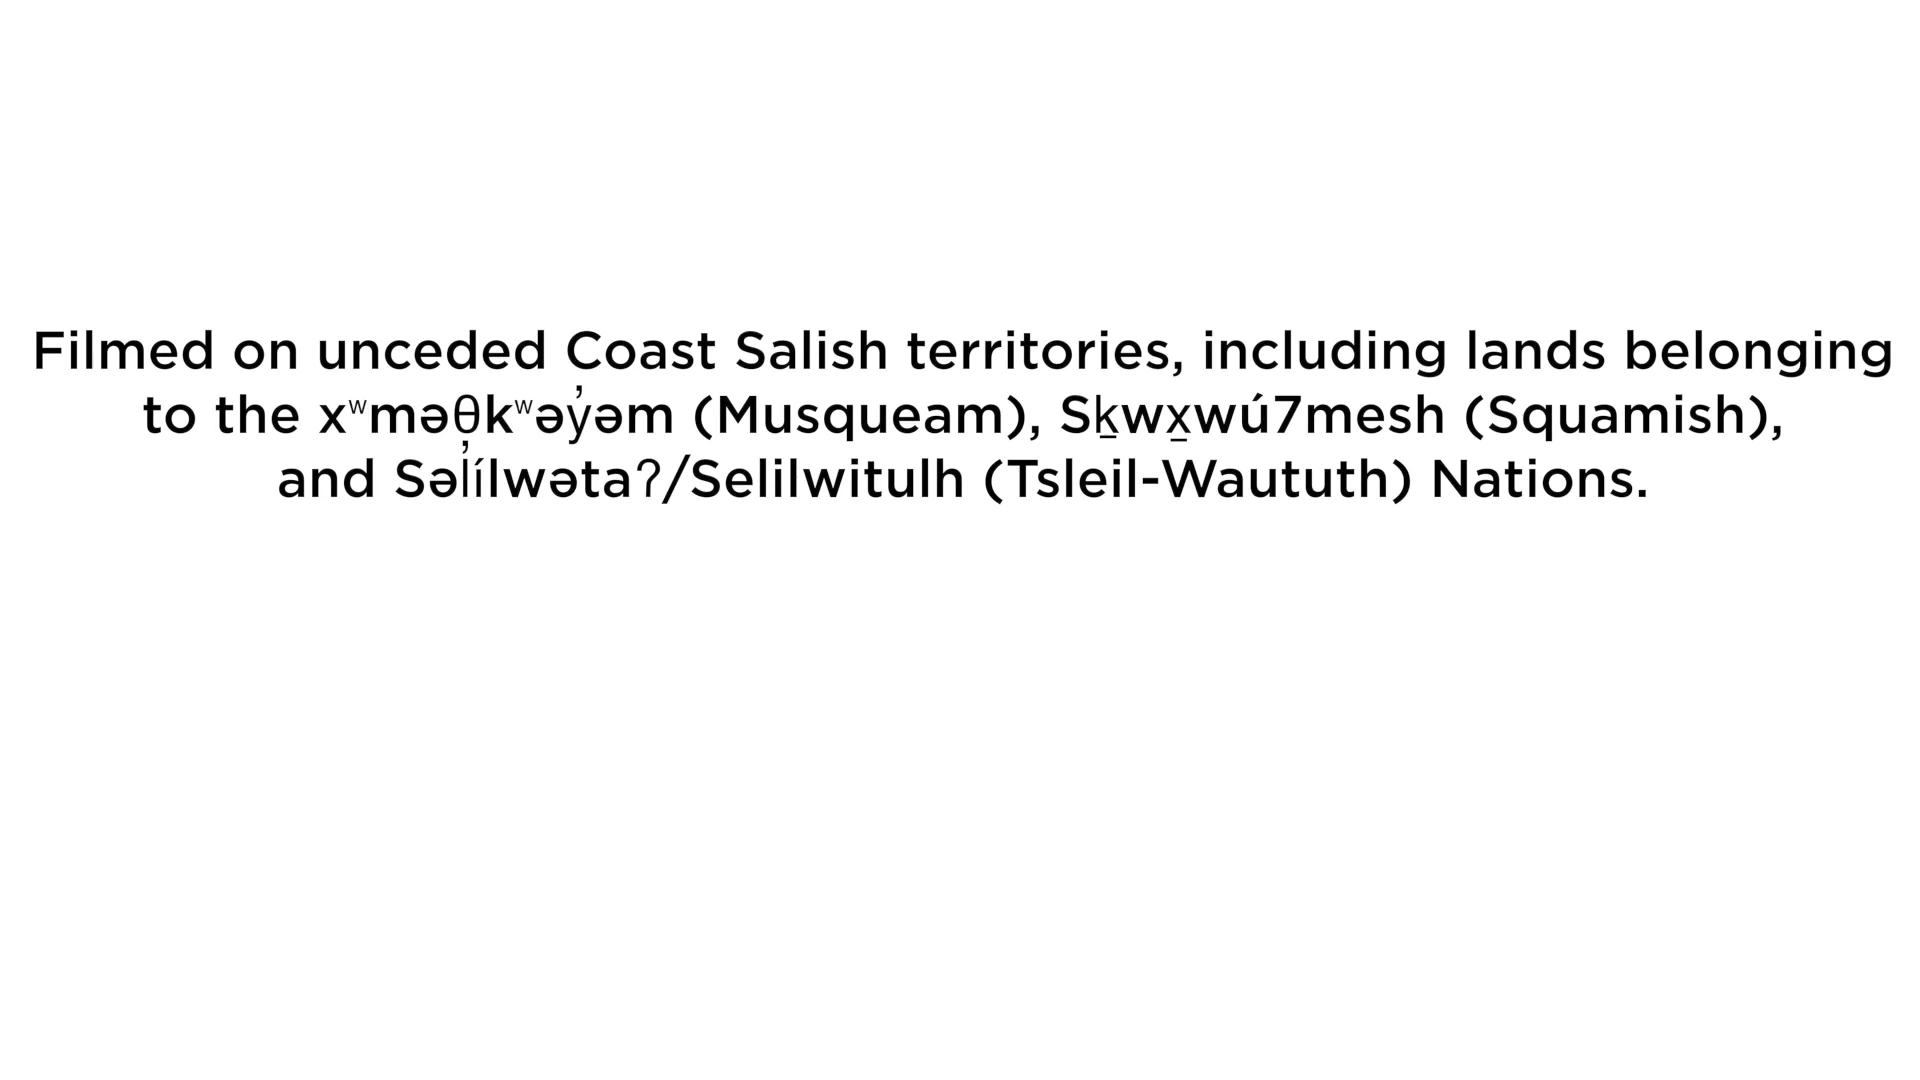 Filmed on unceded Coast Salish territories, including lands belonging
to the xʷməθkʷəy̓əm (Musqueam), Sḵwx̱wú7mesh (Squamish),
and Səl̓ílwətaʔ/Selilwitulh (Tsleil-Waututh) Nations.